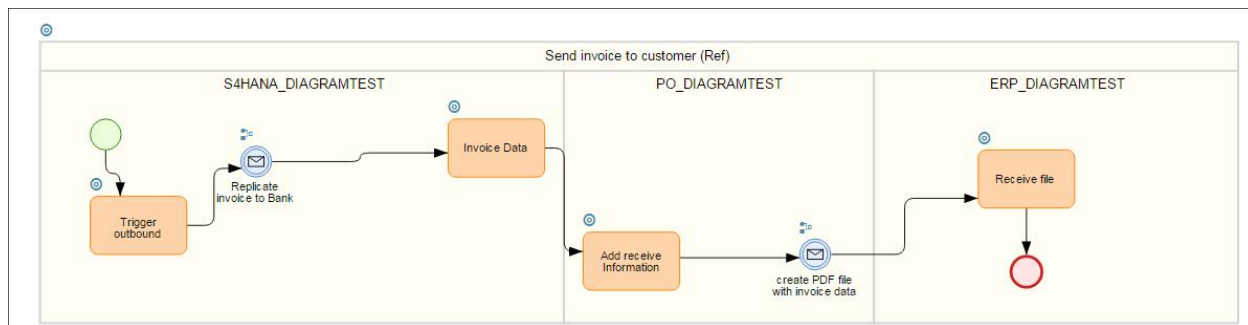 Send invoice to customer (Ref)
S4HANA_DIAGRAMTEST
PO_DIAGRAMTEST
ERP_DIAGRAMTEST
Trigger
outbound
Replicate
invoice to Bank
Invoice Data
Add receive
Information
create PDF file
with invoice data
Receive file